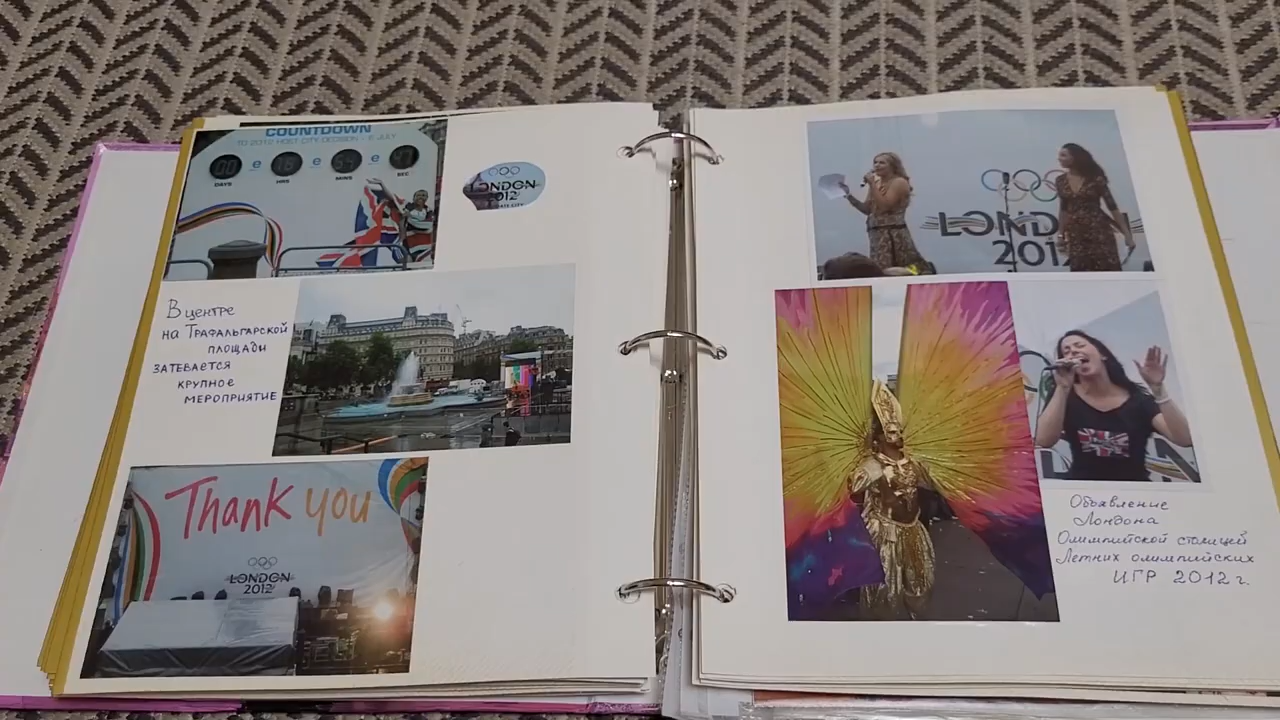 COUNTDOWN
TO 2012 HOST CITY DECISION - 6 JULY
DAYS
HRS
MINS
SEC
LONDON
2012
В центре
на Трафальгарской
площади
затевается
крупное
мероприятие
Thank you
LONDON
2012
LONDON
2012
Объявление
Лондона
Олимпийской столицей
Летних олимпийских
игр 2012 г.